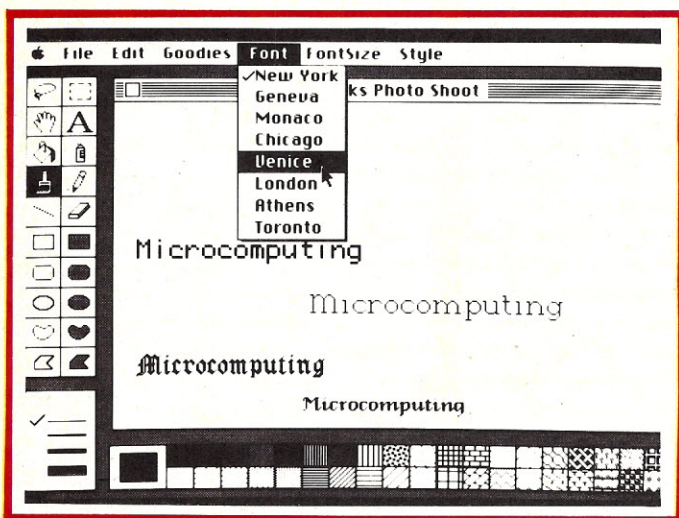 File Edit Goodies Font FontSize Style
✓New York
Geneva
Monaco
Chicago
Venice
London
Athens
Toronto
ks Photo Shoot
A
Microcomputing
Microcomputing
Microcomputing
Microcomputing